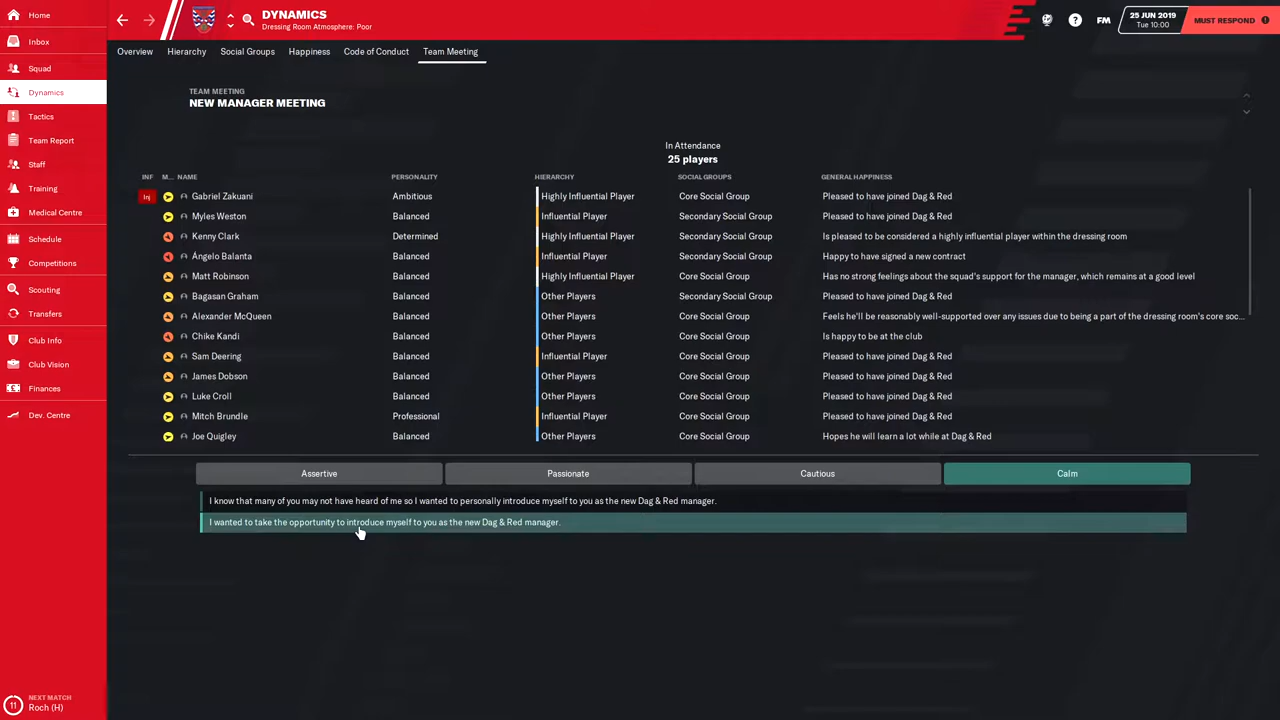 Home
Inbox
Squad
Dynamics
Tactics
Team Report
Staff
Training
Medical Centre
Schedule
Competitions
Scouting
Transfers
Club Info
Club Vision
Finances
Dev. Centre
11
NEXT MATCH
Roch (H)
DYNAMICS
Dressing Room Atmosphere: Poor
?
FM
25 JUN 2019
Tue 10:00
MUST RESPOND
Overview Hierarchy Social Groups Happiness Code of Conduct Team Meeting
TEAM MEETING
NEW MANAGER MEETING
In Attendance
25 players
INF M... NAME PERSONALITY HIERARCHY SOCIAL GROUPS GENERAL HAPPINESS
Inj Gabriel Zakuani Ambitious Highly Influential Player Core Social Group Pleased to have joined Dag & Red
Myles Weston Balanced Influential Player Secondary Social Group Pleased to have joined Dag & Red
Kenny Clark Determined Highly Influential Player Secondary Social Group Is pleased to be considered a highly influential player within the dressing room
Ángelo Balanta Balanced Influential Player Secondary Social Group Happy to have signed a new contract
Matt Robinson Balanced Highly Influential Player Core Social Group Has no strong feelings about the squad's support for the manager, which remains at a good level
Bagasan Graham Balanced Other Players Secondary Social Group Pleased to have joined Dag & Red
Alexander McQueen Balanced Other Players Core Social Group Feels he'll be reasonably well-supported over any issues due to being a part of the dressing room's core soc...
Chike Kandi Balanced Other Players Core Social Group Is happy to be at the club
Sam Deering Balanced Influential Player Core Social Group Pleased to have joined Dag & Red
James Dobson Balanced Other Players Core Social Group Pleased to have joined Dag & Red
Luke Croll Balanced Other Players Core Social Group Pleased to have joined Dag & Red
Mitch Brundle Professional Influential Player Core Social Group Pleased to have joined Dag & Red
Joe Quigley Balanced Other Players Core Social Group Hopes he will learn a lot while at Dag & Red
Assertive Passionate Cautious Calm
I know that many of you may not have heard of me so I wanted to personally introduce myself to you as the new Dag & Red manager.
I wanted to take the opportunity to introduce myself to you as the new Dag & Red manager.